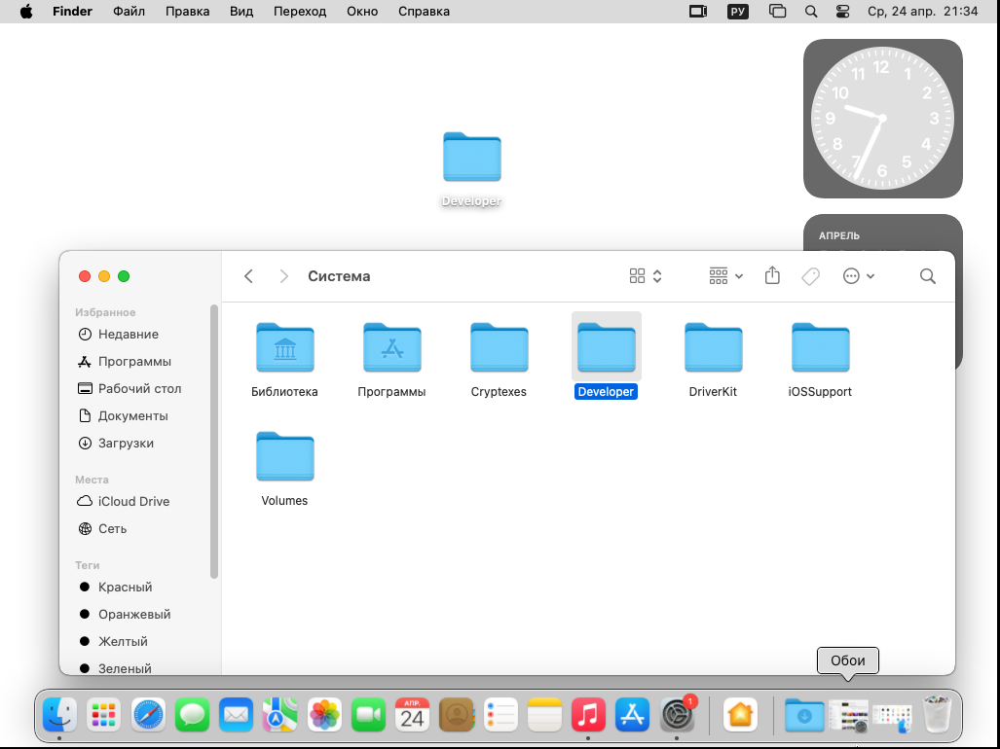 Finder Файл Правка Вид Переход Окно Справка РУ Ср, 24 апр. 21:34
12
11 1
10 2
9 3
8 4
7 5
6
Developer
АПРЕЛЬ
Система
Избранное
Недавние
Программы
Рабочий стол
Документы
Загрузки
Места
iCloud Drive
Сеть
Теги
Красный
Оранжевый
Желтый
Зеленый
Библиотека Программы Cryptexes Developer DriverKit iOSSupport
Volumes
Обои
АПР.
24
1